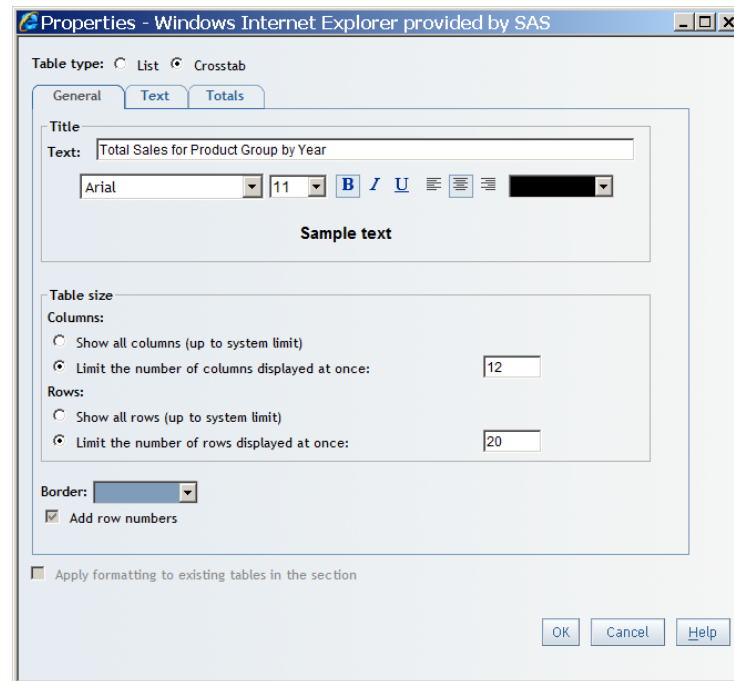 Properties - Windows Internet Explorer provided by SAS
Table type: List Crosstab
General Text Totals
Title
Text: Total Sales for Product Group by Year
Arial 11 B I U
Sample text
Table size
Columns:
Show all columns (up to system limit)
Limit the number of columns displayed at once: 12
Rows:
Show all rows (up to system limit)
Limit the number of rows displayed at once: 20
Border:
Add row numbers
Apply formatting to existing tables in the section
OK Cancel Help